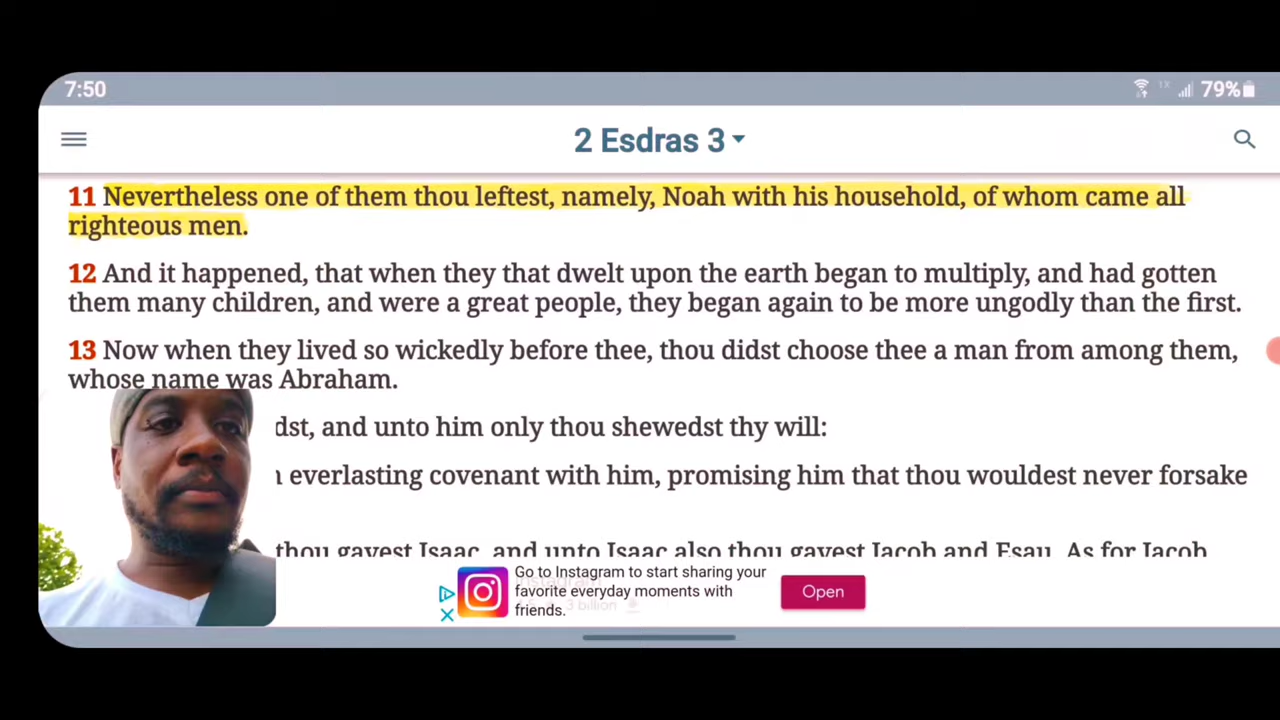 7:50
1X
79%
2 Esdras 3
11 Nevertheless one of them thou leftest, namely, Noah with his household, of whom came all
righteous men.
12 And it happened, that when they that dwelt upon the earth began to multiply, and had gotten
them many children, and were a great people, they began again to be more ungodly than the first.
13 Now when they lived so wickedly before thee, thou didst choose thee a man from among them,
whose name was Abraham.
dst, and unto him only thou shewedst thy will:
everlasting covenant with him, promising him that thou wouldest never forsake
thou gavest Isaac, and unto Isaac also thou gavest Jacob and Esau. As for Jacob,
Go to Instagram to start sharing your
favorite everyday moments with
friends.
Open
3 billion